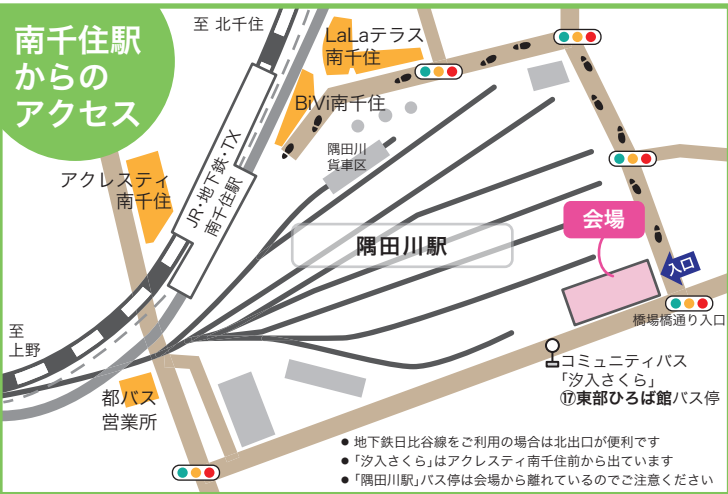 南千住駅
からの
アクセス
至 北千住
LaLaテラス
南千住
BiVi南千住
隅田川
貨車区
アクレスティ
南千住
JR・地下鉄・TX
南千住駅
隅田川駅
会場
入口
橋場橋通り入口
至
上野
都バス
営業所
コミュニティバス
「汐入さくら」
⑰東部ひろば館バス停
● 地下鉄日比谷線をご利用の場合は北出口が便利です
● 「汐入さくら」はアクレスティ南千住前から出ています
● 「隅田川駅」バス停は会場から離れているのでご注意ください